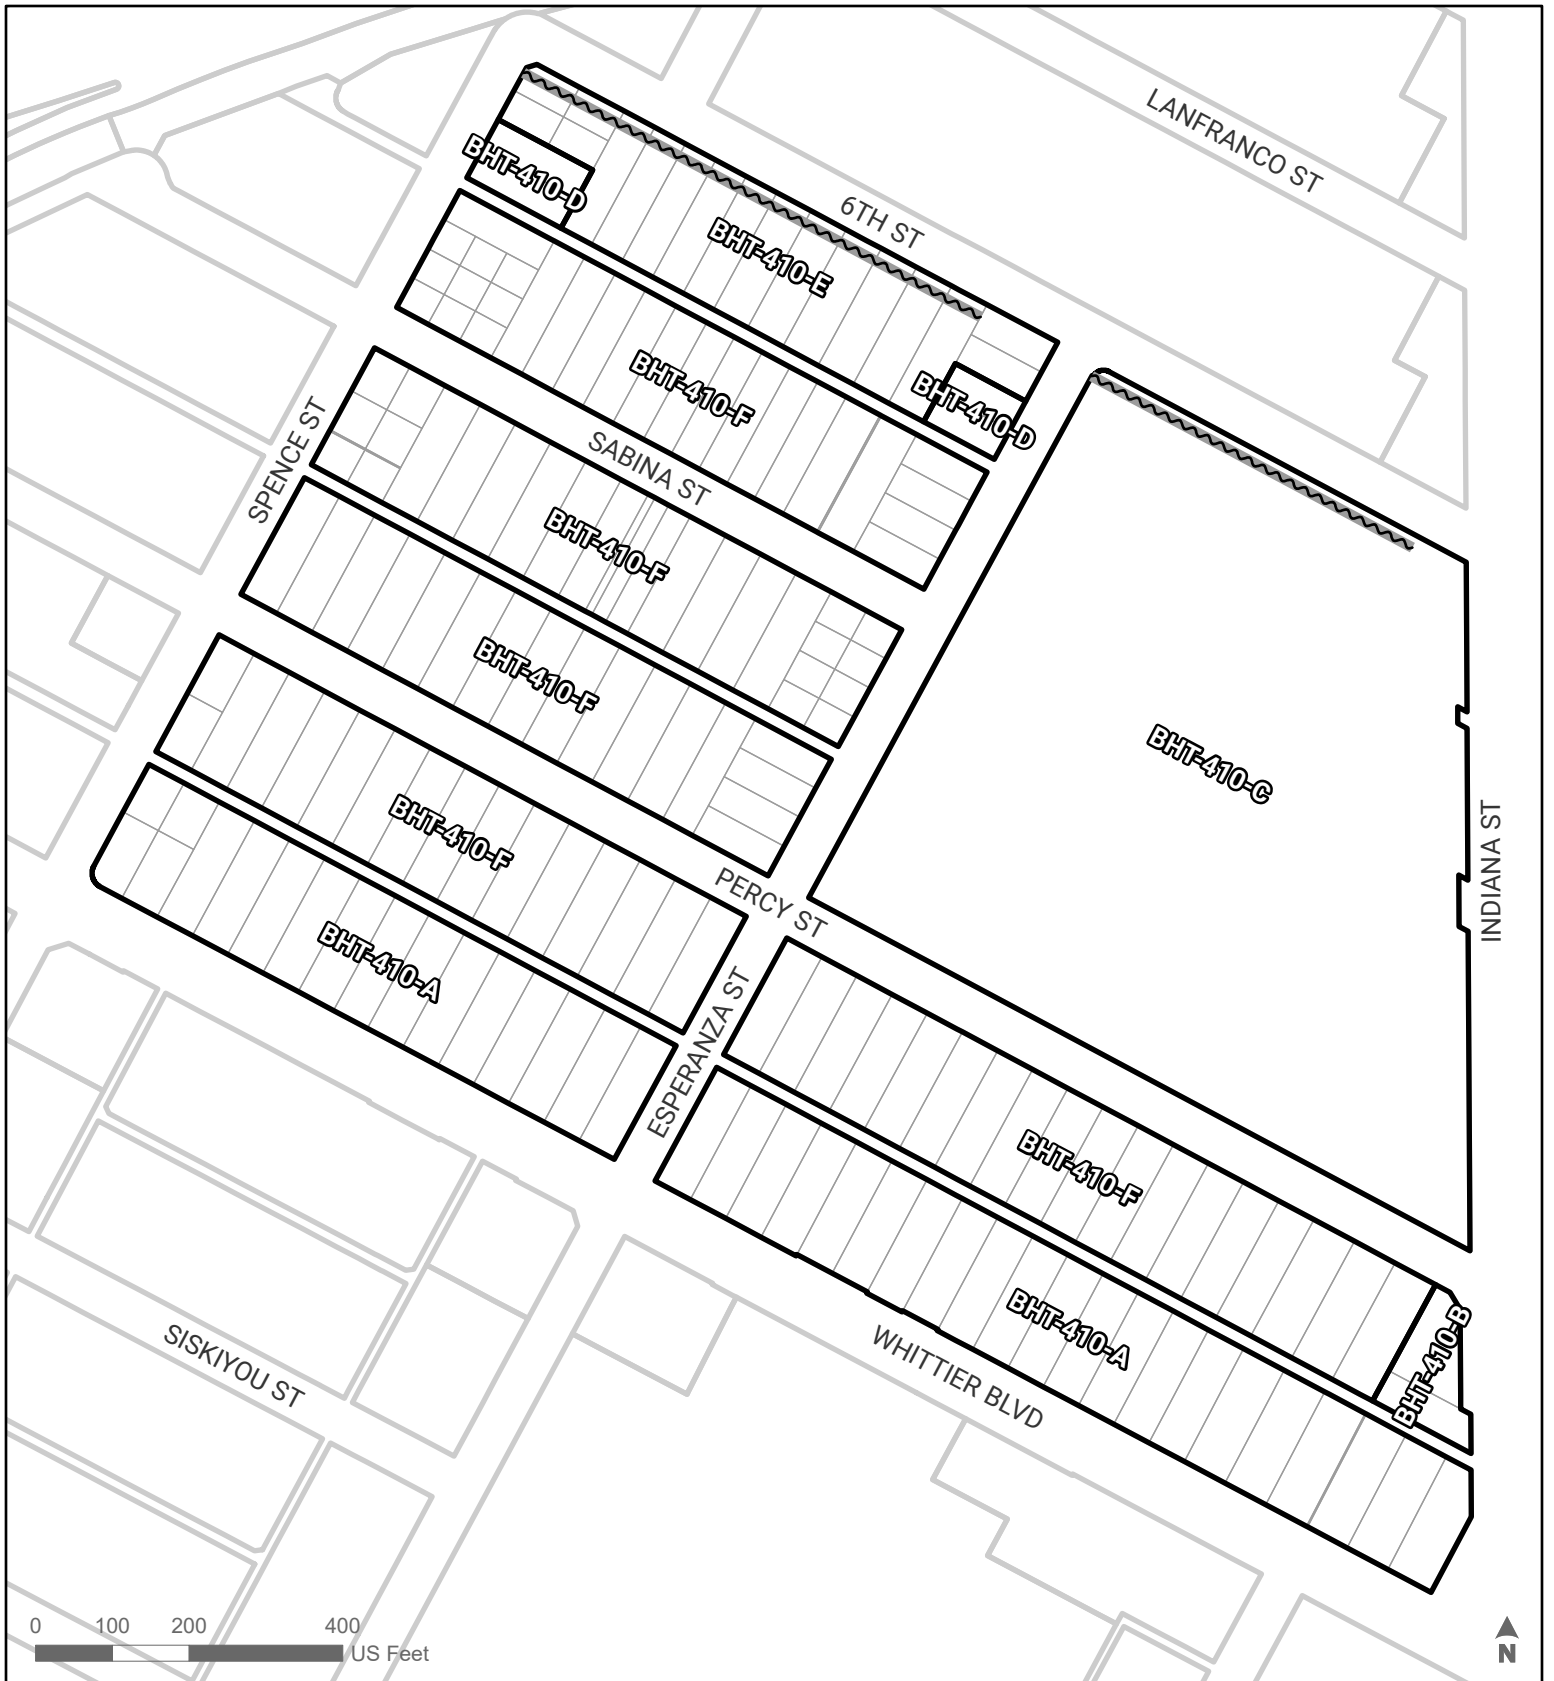 LANFRANCO ST
BHT-410-D
6TH ST
BHT-410-E
BHT-410-F
BHT-410-D
SPENCE ST
SABINA ST
BHT-410-F
BHT-410-F
BHT-410-C
BHT-410-F
INDIANA ST
PERCY ST
BHT-410-A
ESPERANZA ST
BHT-410-F
BHT-410-A
BHT-410-B
SISKIYOU ST
WHITTIER BLVD
0 100 200 400
US Feet
N